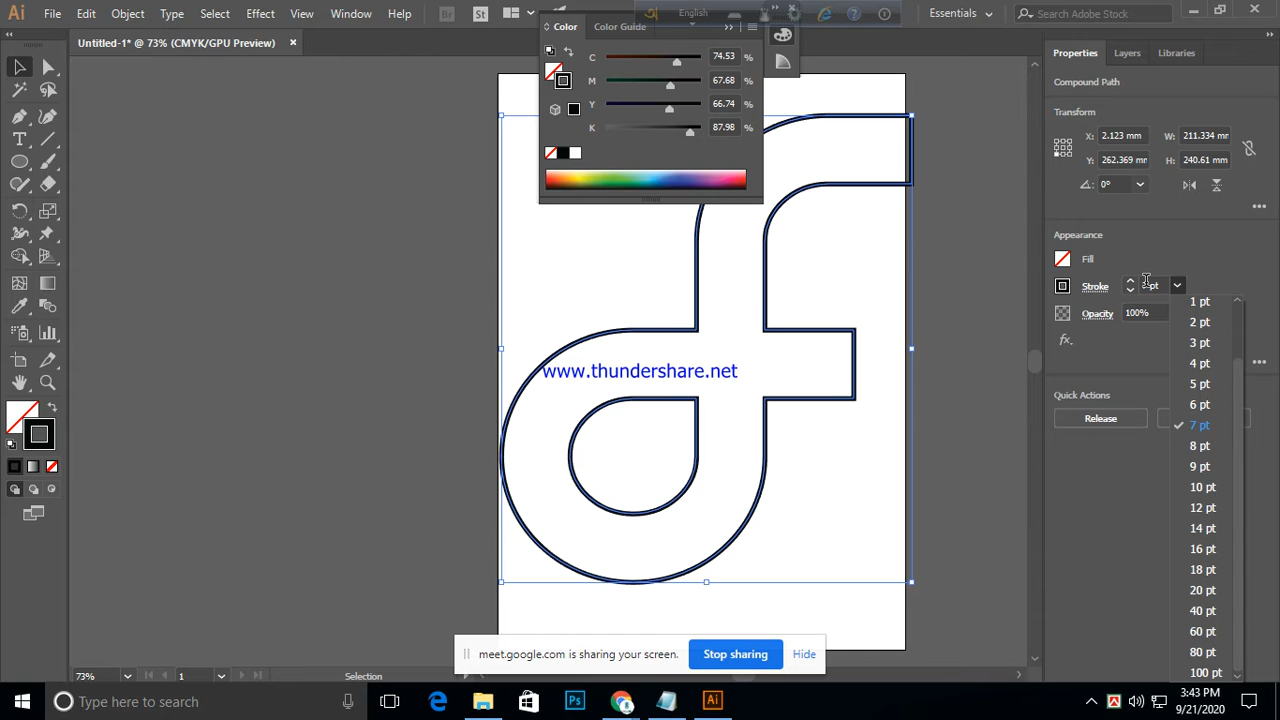 Ai File Edit Object Type Select Effect View Window Help Br St Essentials Search Adobe Stock
English
Untitled-1* @ 73% (CMYK/GPU Preview) ×
Color Color Guide
C 74.53 %
M 67.68 %
Y 66.74 %
K 87.98 %
www.thundershare.net
Properties Layers Libraries
Compound Path
Transform
X: 2.123 mm W: 211.334 mm
Y: 262.369 mm H: 240.61 mm
0°
Appearance
Fill
Stroke pt
Opacity 100%
fx.
Quick Actions
Release
1 pt
2 pt
3 pt
4 pt
5 pt
6 pt
7 pt
8 pt
9 pt
10 pt
12 pt
14 pt
16 pt
18 pt
20 pt
40 pt
60 pt
80 pt
100 pt
meet.google.com is sharing your screen. Stop sharing Hide
73% 1 Selection
Type here to search Ps Ai
3:43 PM
9/21/2020